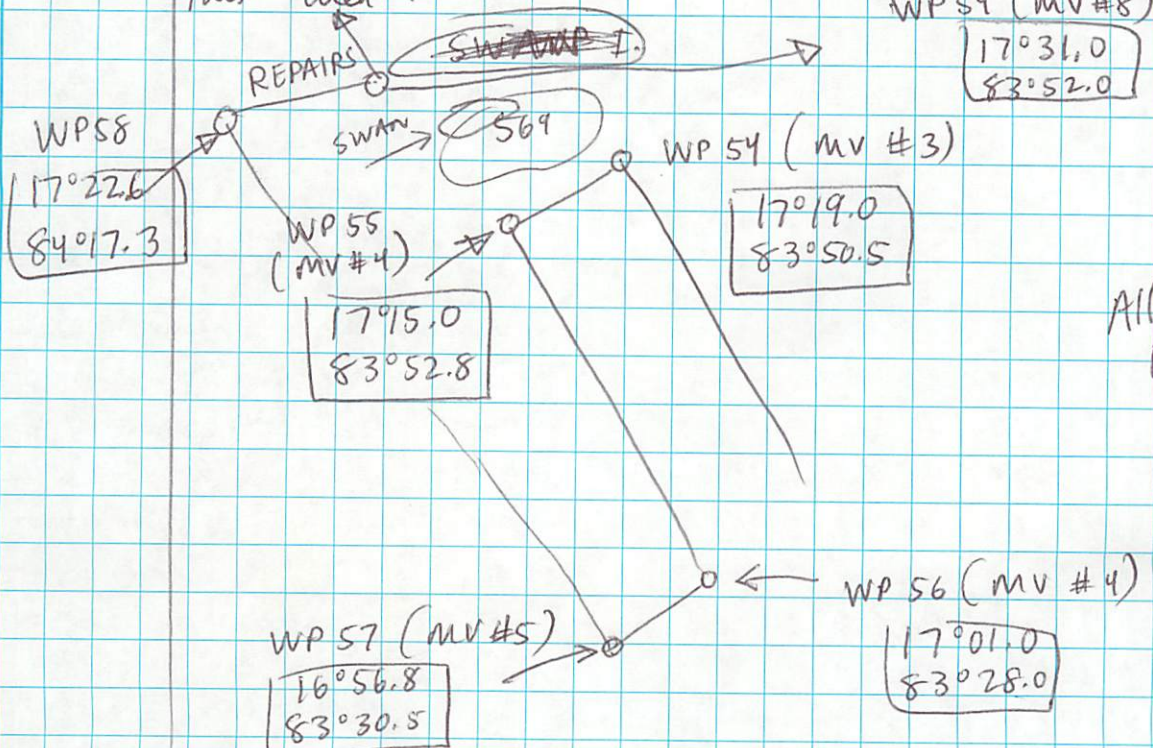 WP 59 (MV #8)
17°31.0
83°52.0
REPAIRS
SWAMP I.
WP58
17°22.6
84°17.3
SWAN
WP 54 (MV #3)
17°19.0
83°50.5
WP 55
(MV #4)
17°15.0
83°52.8
All
WP 56 (MV #4)
17°01.0
83°28.0
WP 57 (MV #5)
16°56.8
83°30.5